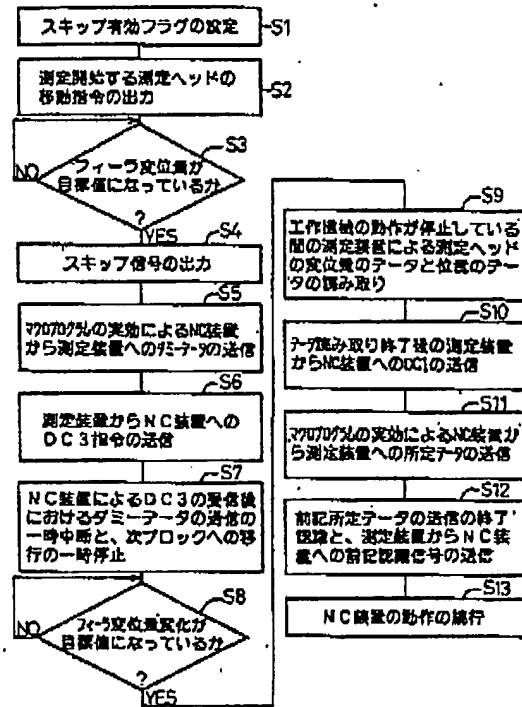 スキップ有効フラグの設定
S1
測定開始する測定ヘッドの
移動指令の出力
S2
S3
フィーラ変位量が
目標値になっているか
?
NO
YES
S4
スキップ信号の出力
S5
マクロプログラムの実効によるNC装置
から測定装置へのダミーデータの送信
S6
測定装置からNC装置への
DC3指令の送信
S7
NC装置によるDC3の受信後
におけるダミーデータの送信の
一時中断と、次ブロックへの移
行の一時停止
S8
フィーラ変位量変化が
目標値になっているか
?
NO
YES
S9
工作機械の動作が停止している
間の測定装置による測定ヘッド
の変位量のデータと位置のデー
タの読み取り
S10
データ読み取り終了後の測定装置
からNC装置へのDC1の送信
S11
マクロプログラムの実効によるNC装置か
ら測定装置への所定データの送信
S12
前記所定データの送信の終了
認識と、測定装置からNC装
置への前記認識信号の送信
S13
NC装置の動作の続行